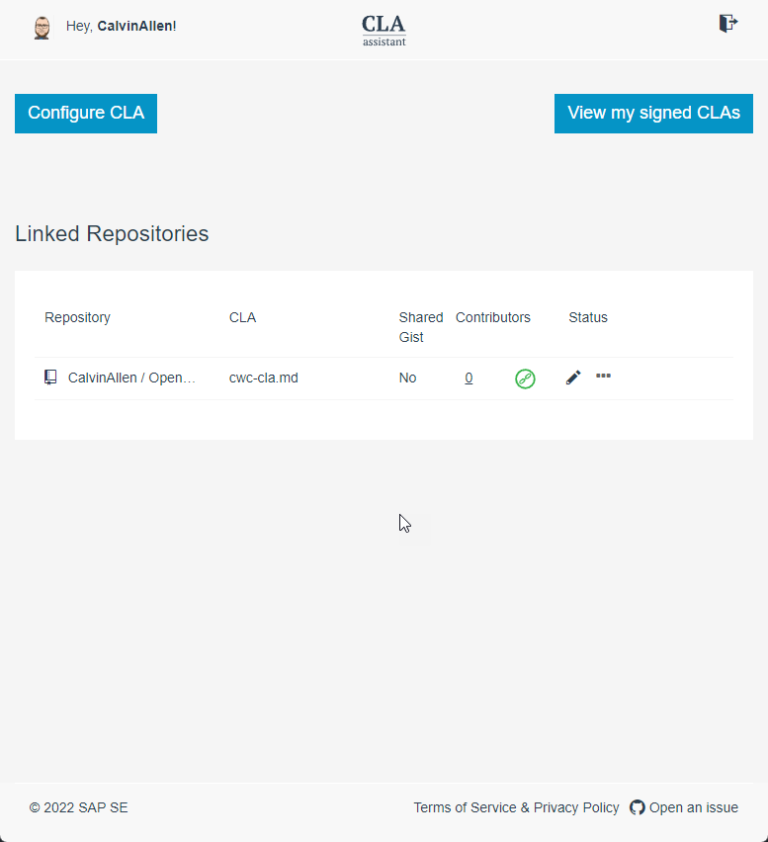 Hey, CalvinAllen!
CLA
assistant
Configure CLA
View my signed CLAs
Linked Repositories
Repository CLA Shared Gist Contributors Status
CalvinAllen / Open... cwc-cla.md No 0
© 2022 SAP SE
Terms of Service & Privacy Policy Open an issue